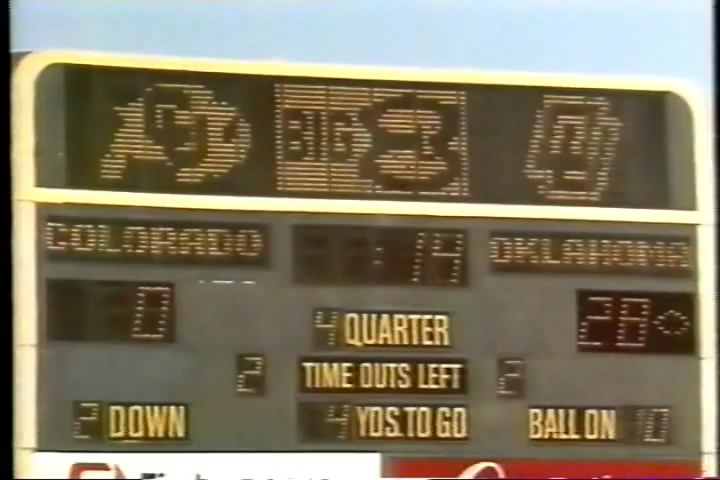 BIG 8
COLORADO :14 OKLAHOMA
0 28
4 QUARTER
2 TIME OUTS LEFT 2
2 DOWN 4 YDS. TO GO BALL ON 10